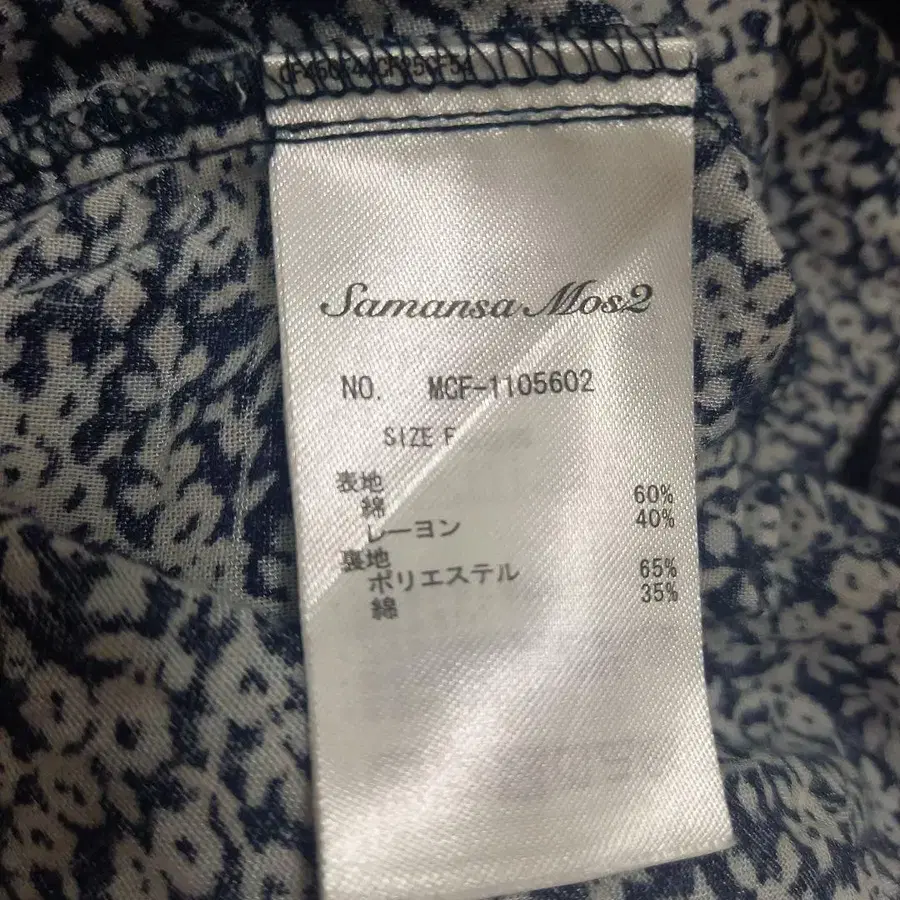 Samansa Mos2
NO. MCF-1105602
SIZE F
表地
綿 60%
レーヨン 40%
裏地
ポリエステル 65%
綿 35%